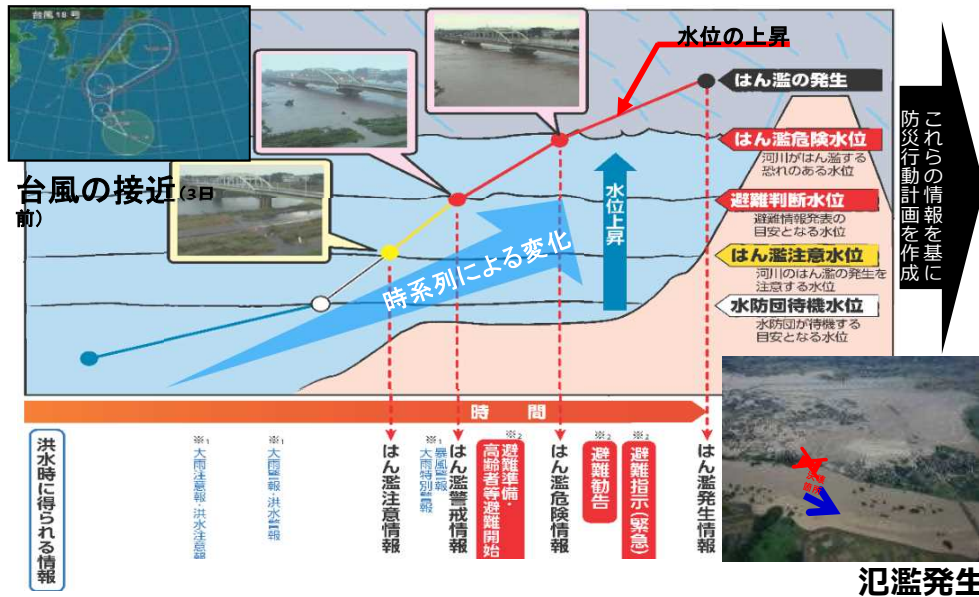 台風18号
台風の接近(3日
前)
水位の上昇
はん濫の発生
はん濫危険水位
河川がはん濫する
恐れのある水位
避難判断水位
避難情報発表の
目安となる水位
はん濫注意水位
河川のはん濫の発生を
注意する水位
水防団待機水位
水防団が待機する
目安となる水位
水位上昇
時系列による変化
これらの情報を基に
防災行動計画を作成
時 間
洪水時に得られる情報
※1
大雨注意報・洪水注意報
※1
大雨警報・洪水警報
はん濫注意情報
※1
暴風警報
大雨特別警報
はん濫警戒情報
※2
避難準備・
高齢者等避難開始
はん濫危険情報
※2
避難勧告
※2
避難指示(緊急)
はん濫発生情報
氾濫発生